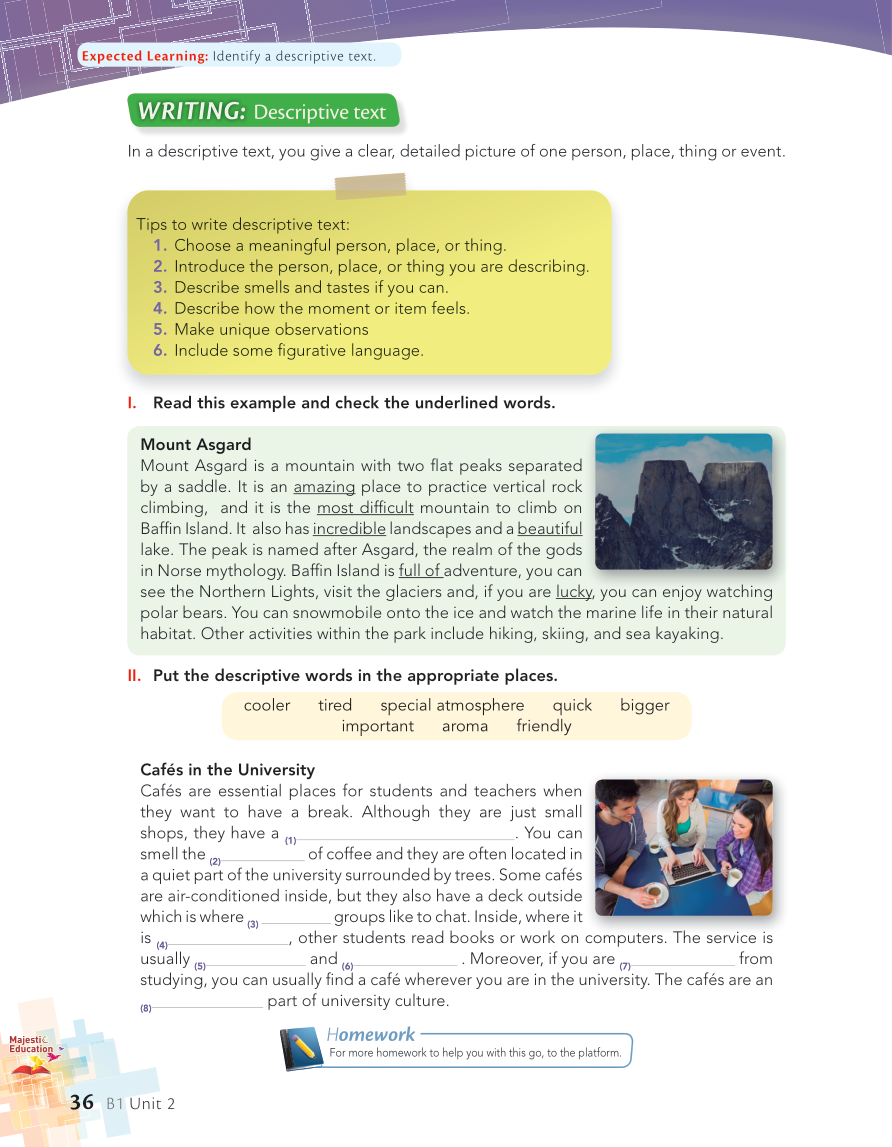 Expected Learning: Identify a descriptive text.
WRITING: Descriptive text
In a descriptive text, you give a clear, detailed picture of one person, place, thing or event.
Tips to write descriptive text:
1. Choose a meaningful person, place, or thing.
2. Introduce the person, place, or thing you are describing.
3. Describe smells and tastes if you can.
4. Describe how the moment or item feels.
5. Make unique observations
6. Include some figurative language.
I. Read this example and check the underlined words.
Mount Asgard
Mount Asgard is a mountain with two flat peaks separated
by a saddle. It is an amazing place to practice vertical rock
climbing, and it is the most difficult mountain to climb on
Baffin Island. It also has incredible landscapes and a beautiful
lake. The peak is named after Asgard, the realm of the gods
in Norse mythology. Baffin Island is full of adventure, you can
see the Northern Lights, visit the glaciers and, if you are lucky, you can enjoy watching
polar bears. You can snowmobile onto the ice and watch the marine life in their natural
habitat. Other activities within the park include hiking, skiing, and sea kayaking.
II. Put the descriptive words in the appropriate places.
cooler tired special atmosphere quick bigger
important aroma friendly
Cafés in the University
Cafés are essential places for students and teachers when
they want to have a break. Although they are just small
shops, they have a (1)____. You can
smell the (2)____ of coffee and they are often located in
a quiet part of the university surrounded by trees. Some cafés
are air-conditioned inside, but they also have a deck outside
which is where (3)____ groups like to chat. Inside, where it
is (4)____, other students read books or work on computers. The service is
usually (5)____ and (6)____ . Moreover, if you are (7)____ from
studying, you can usually find a café wherever you are in the university. The cafés are an
(8)____ part of university culture.
Homework
For more homework to help you with this go, to the platform.
Majestic
Education
36 B1 Unit 2